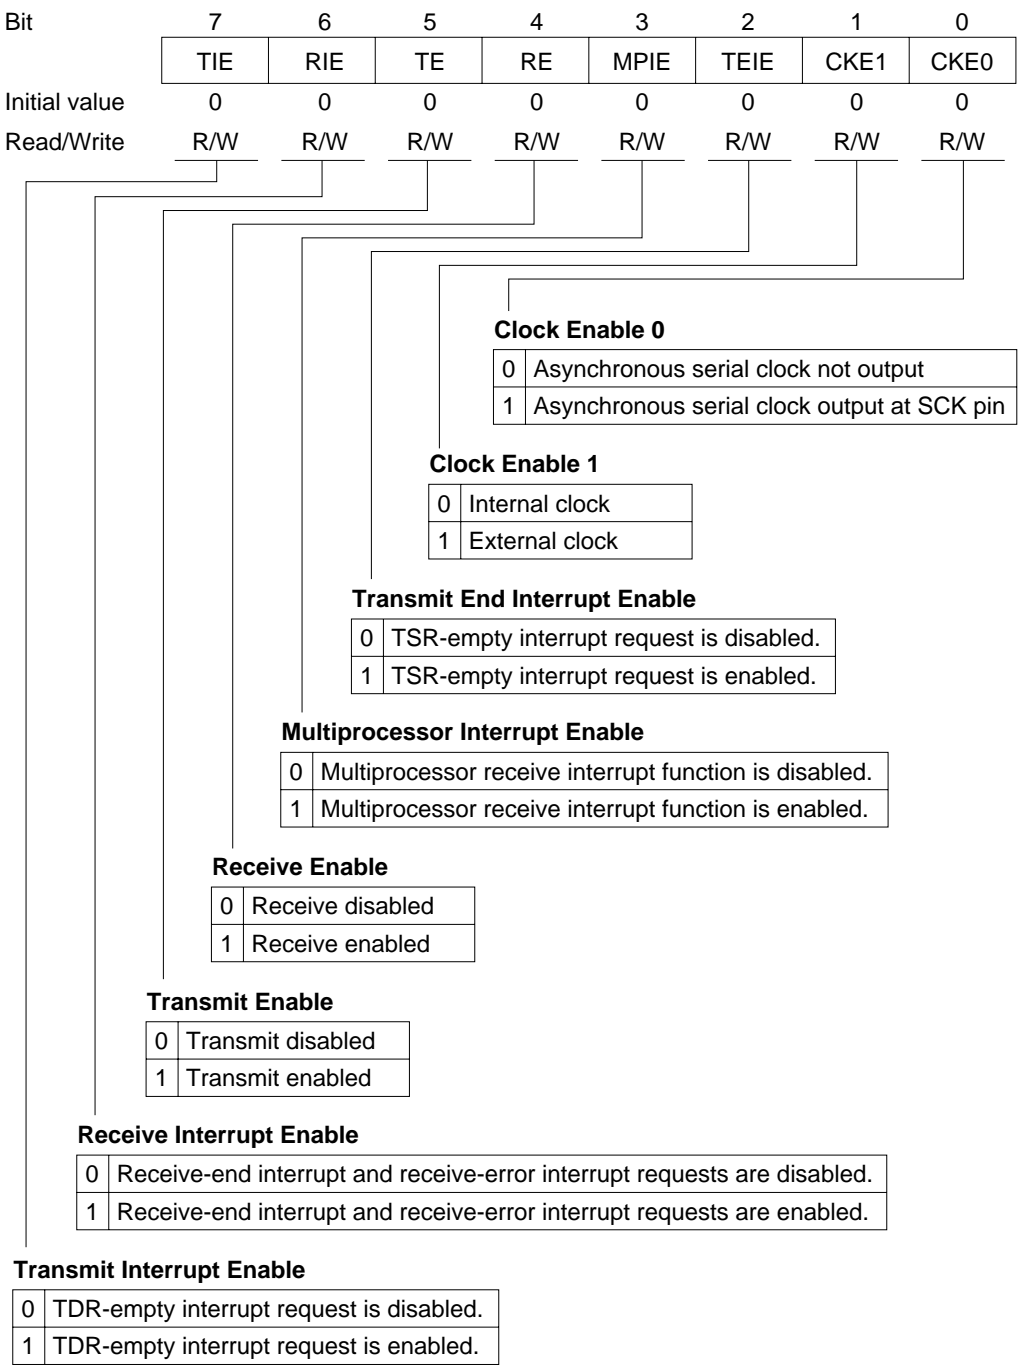 Bit 7 6 5 4 3 2 1 0
TIE RIE TE RE MPIE TEIE CKE1 CKE0
Initial value 0 0 0 0 0 0 0 0
Read/Write R/W R/W R/W R/W R/W R/W R/W R/W
Clock Enable 0
0 Asynchronous serial clock not output
1 Asynchronous serial clock output at SCK pin
Clock Enable 1
0 Internal clock
1 External clock
Transmit End Interrupt Enable
0 TSR-empty interrupt request is disabled.
1 TSR-empty interrupt request is enabled.
Multiprocessor Interrupt Enable
0 Multiprocessor receive interrupt function is disabled.
1 Multiprocessor receive interrupt function is enabled.
Receive Enable
0 Receive disabled
1 Receive enabled
Transmit Enable
0 Transmit disabled
1 Transmit enabled
Receive Interrupt Enable
0 Receive-end interrupt and receive-error interrupt requests are disabled.
1 Receive-end interrupt and receive-error interrupt requests are enabled.
Transmit Interrupt Enable
0 TDR-empty interrupt request is disabled.
1 TDR-empty interrupt request is enabled.